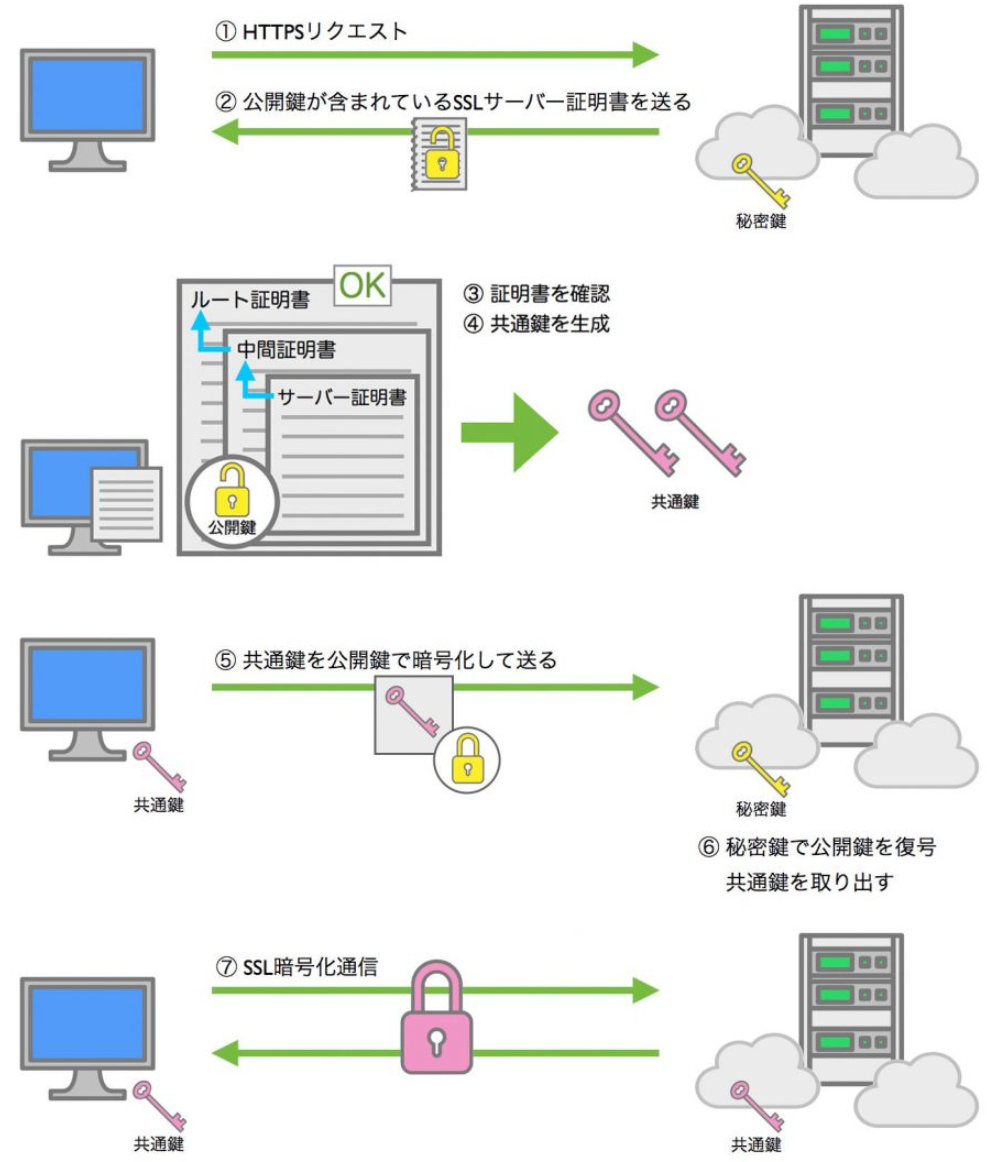 ① HTTPSリクエスト
② 公開鍵が含まれているSSLサーバー証明書を送る
秘密鍵
OK
ルート証明書
中間証明書
サーバー証明書
公開鍵
③ 証明書を確認
④ 共通鍵を生成
共通鍵
⑤ 共通鍵を公開鍵で暗号化して送る
共通鍵
秘密鍵
⑥ 秘密鍵で公開鍵を復号
共通鍵を取り出す
⑦ SSL暗号化通信
共通鍵
共通鍵